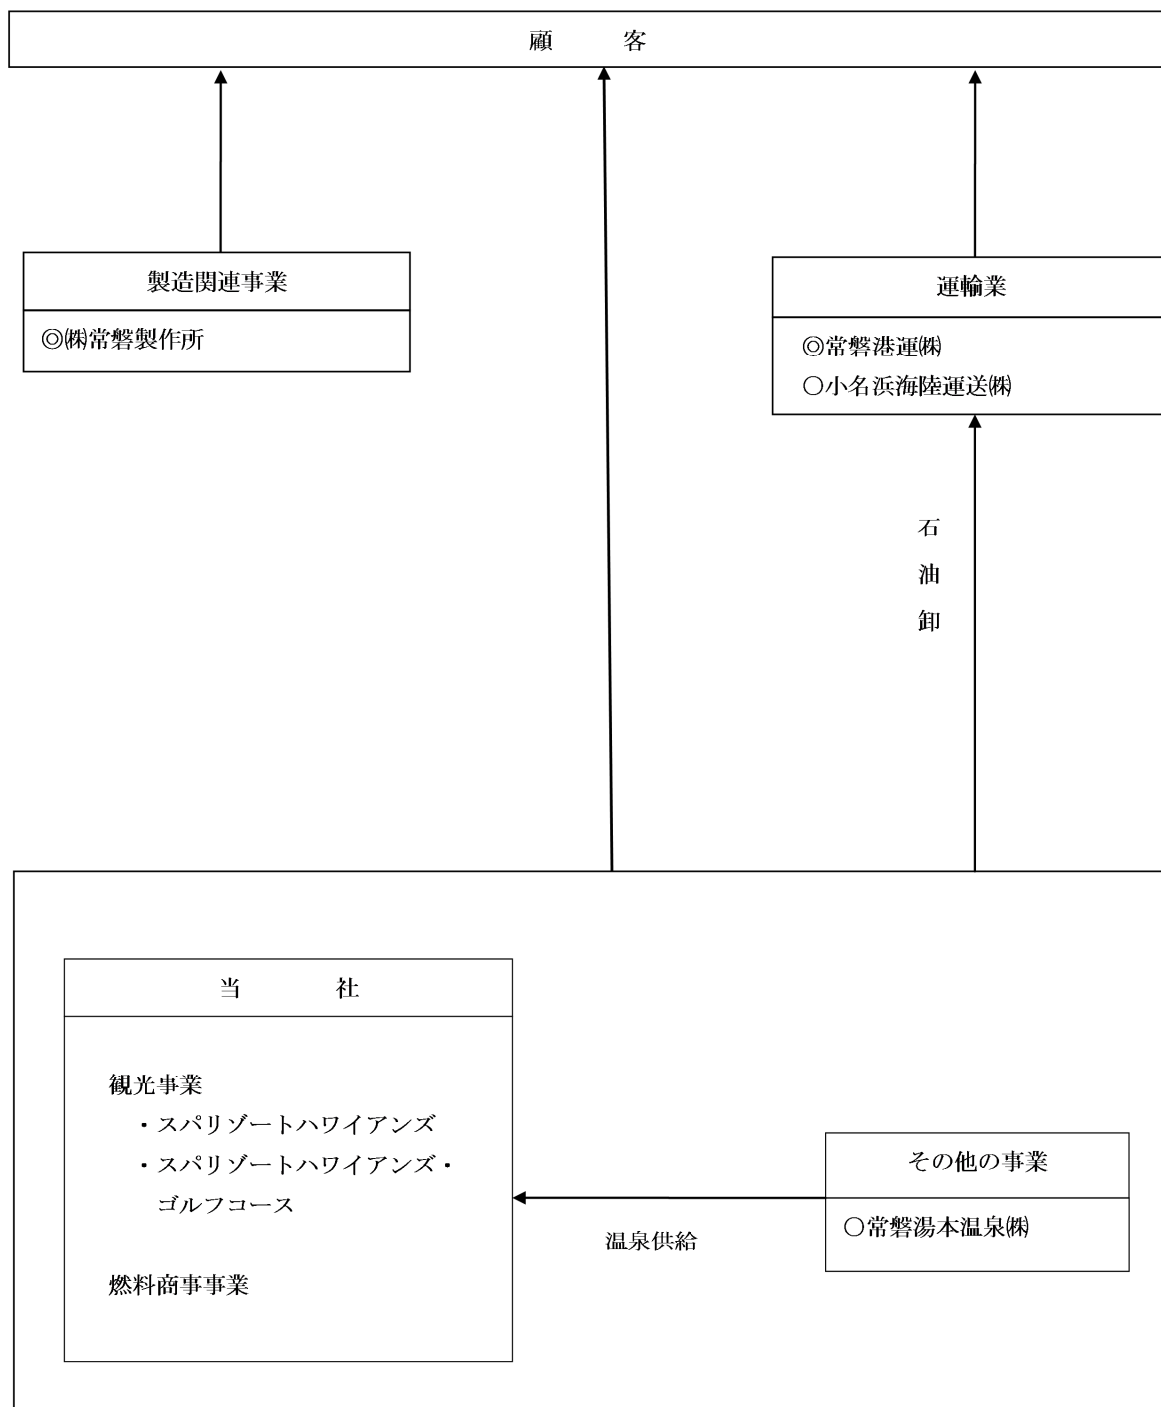 顧　　　客
製造関連事業
◎㈱常磐製作所
運輸業
◎常磐港運㈱
○小名浜海陸運送㈱
石油卸
当　　　　社
観光事業
・スパリゾートハワイアンズ
・スパリゾートハワイアンズ・
ゴルフコース
燃料商事事業
その他の事業
○常磐湯本温泉㈱
温泉供給